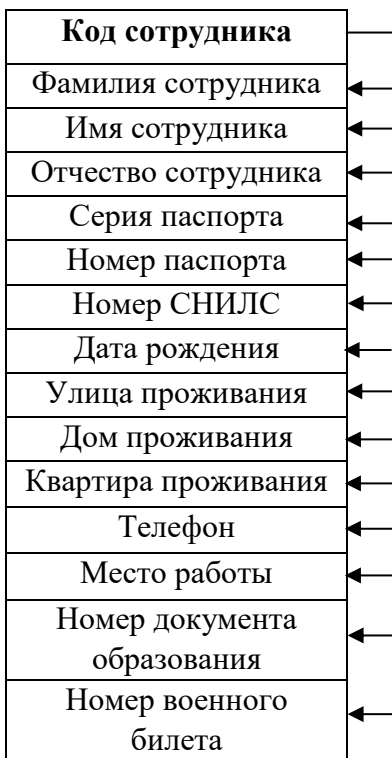 Код сотрудника
Фамилия сотрудника
Имя сотрудника
Отчество сотрудника
Серия паспорта
Номер паспорта
Номер СНИЛС
Дата рождения
Улица проживания
Дом проживания
Квартира проживания
Телефон
Место работы
Номер документа
образования
Номер военного
билета